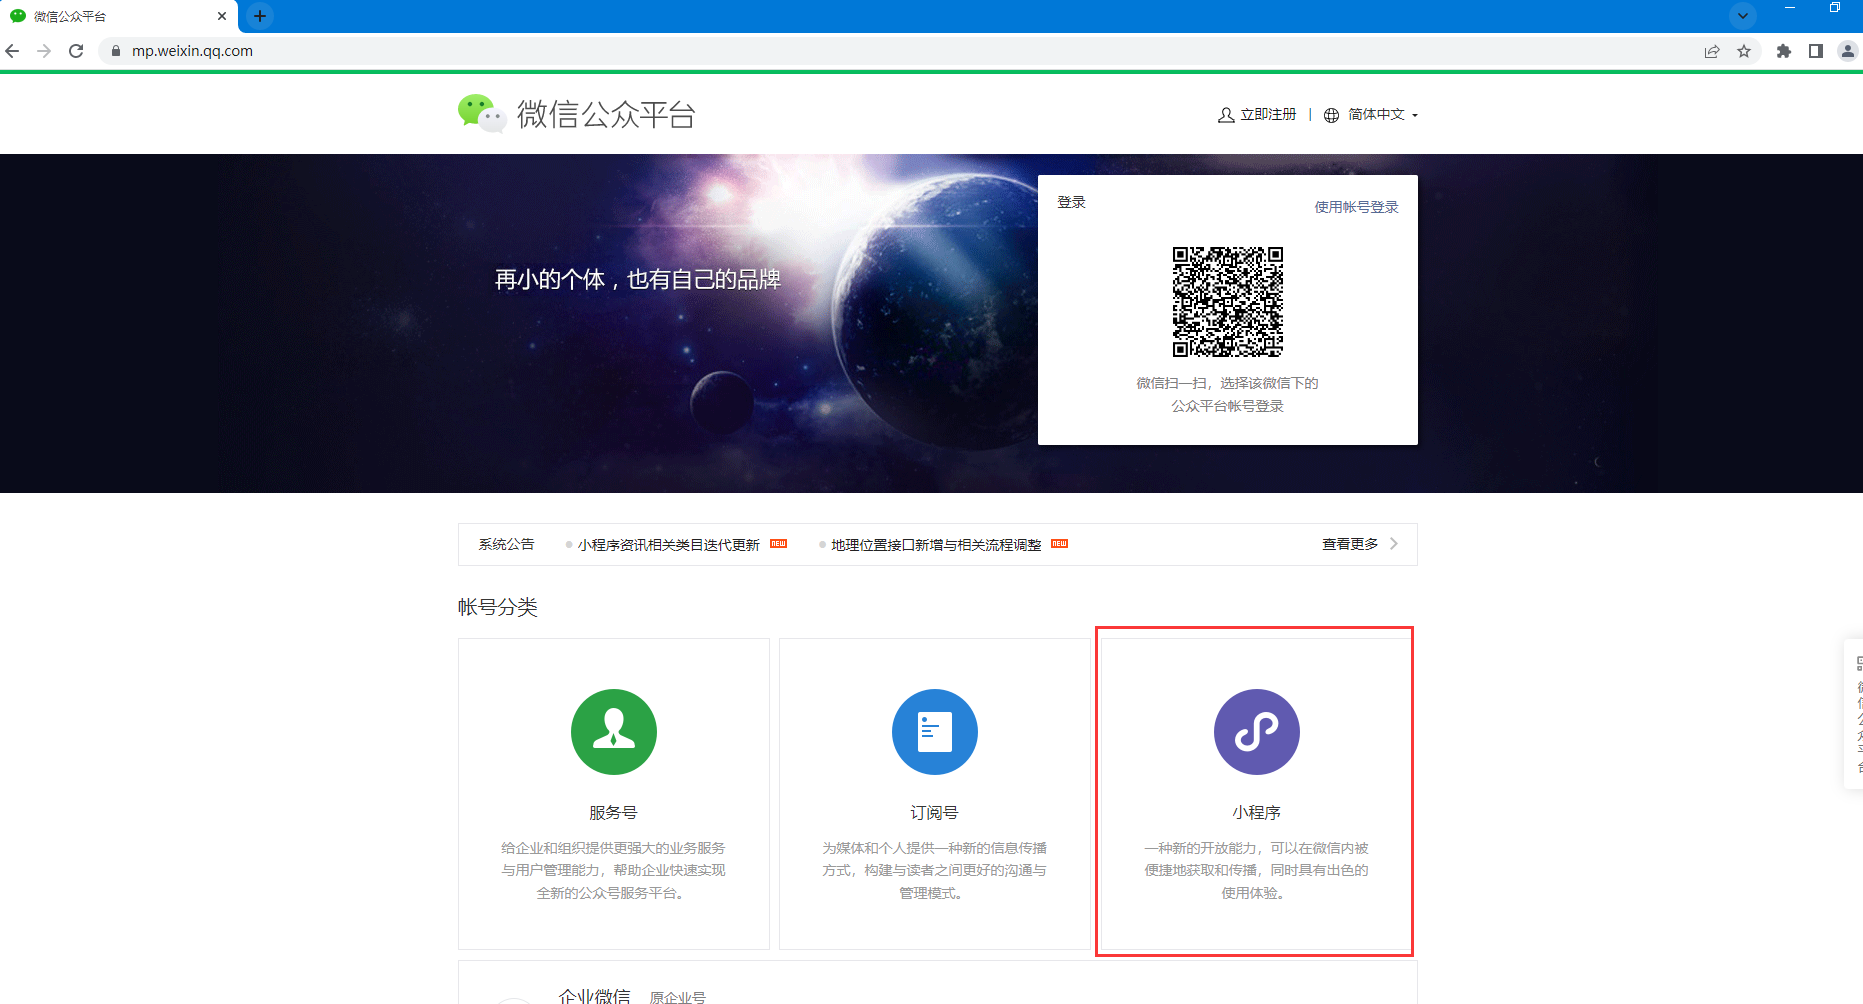 微信公众平台
mp.weixin.qq.com
微信公众平台
立即注册 | 简体中文
登录
使用帐号登录
再小的个体，也有自己的品牌
微信扫一扫，选择该微信下的
公众平台帐号登录
系统公告 小程序资讯相关类目迭代更新 NEW 地理位置接口新增与相关流程调整 NEW 查看更多
帐号分类
服务号
给企业和组织提供更强大的业务服务
与用户管理能力，帮助企业快速实现
全新的公众号服务平台。
订阅号
为媒体和个人提供一种新的信息传播
方式，构建与读者之间更好的沟通与
管理模式。
小程序
一种新的开放能力，可以在微信内被
便捷地获取和传播，同时具有出色的
使用体验。
企业微信 原企业号